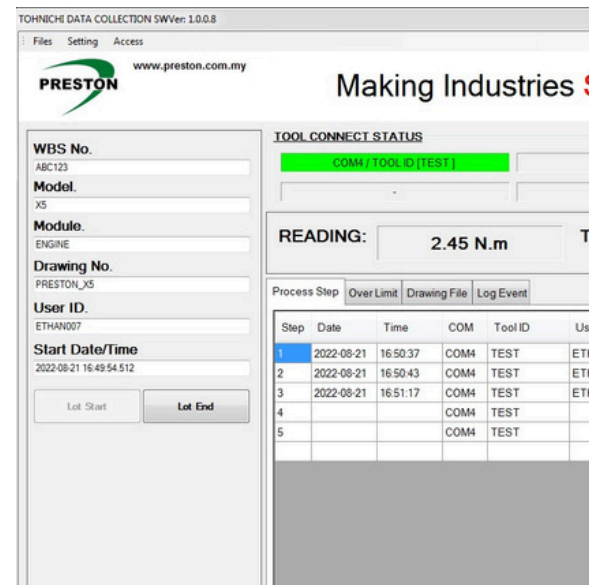 TOHNICHI DATA COLLECTION SWVer: 1.0.0.8
Files Setting Access
PRESTON
www.preston.com.my
Making Industries S
WBS No.
ABC123
Model.
X5
Module.
ENGINE
Drawing No.
PRESTON_X5
User ID.
ETHAN007
Start Date/Time
2022-08-21 16:49:54.512
Lot Start Lot End
TOOL CONNECT STATUS
COM4 / TOOL ID [TEST ]
-
READING: 2.45 N.m T
Process Step Over Limit Drawing File Log Event
Step Date Time COM Tool ID Us
1 2022-08-21 16:50:37 COM4 TEST ETH
2 2022-08-21 16:50:43 COM4 TEST ETH
3 2022-08-21 16:51:17 COM4 TEST ETH
4 COM4 TEST
5 COM4 TEST